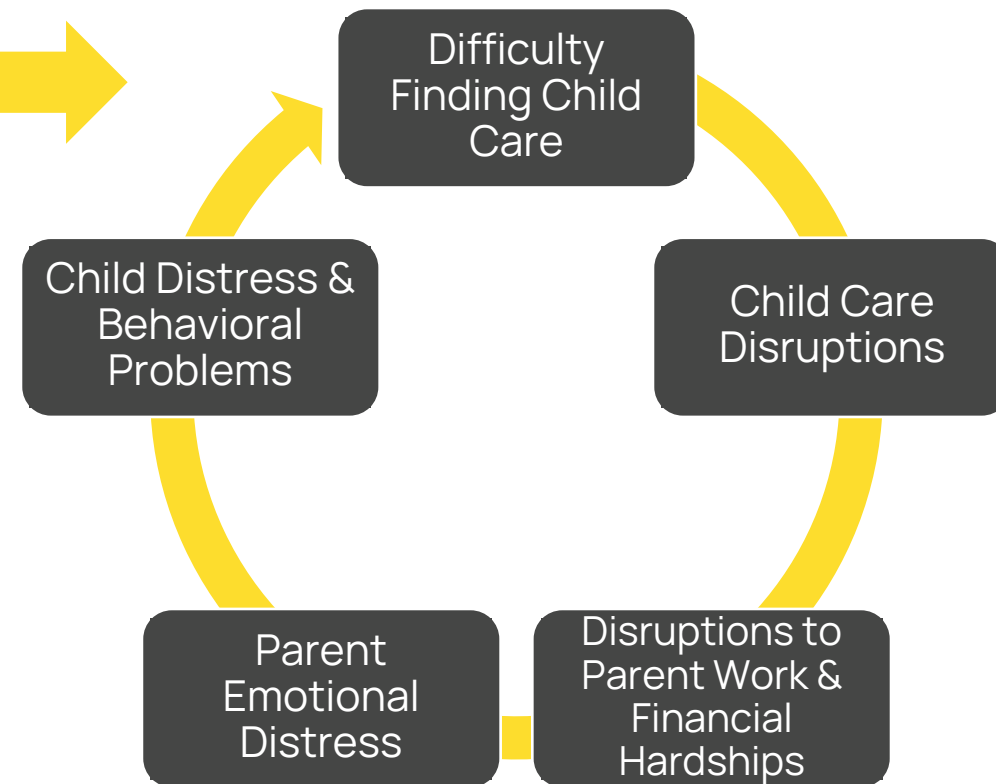 Difficulty
Finding Child
Care
Child Care
Disruptions
Disruptions to
Parent Work &
Financial
Hardships
Parent
Emotional
Distress
Child Distress &
Behavioral
Problems